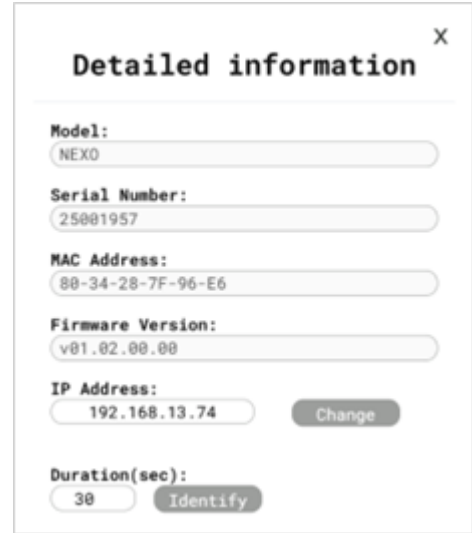 X
Detailed information
Model:
NEXO
Serial Number:
25001957
MAC Address:
80-34-28-7F-96-E6
Firmware Version:
v01.02.00.00
IP Address:
192.168.13.74 Change
Duration(sec):
30 Identify